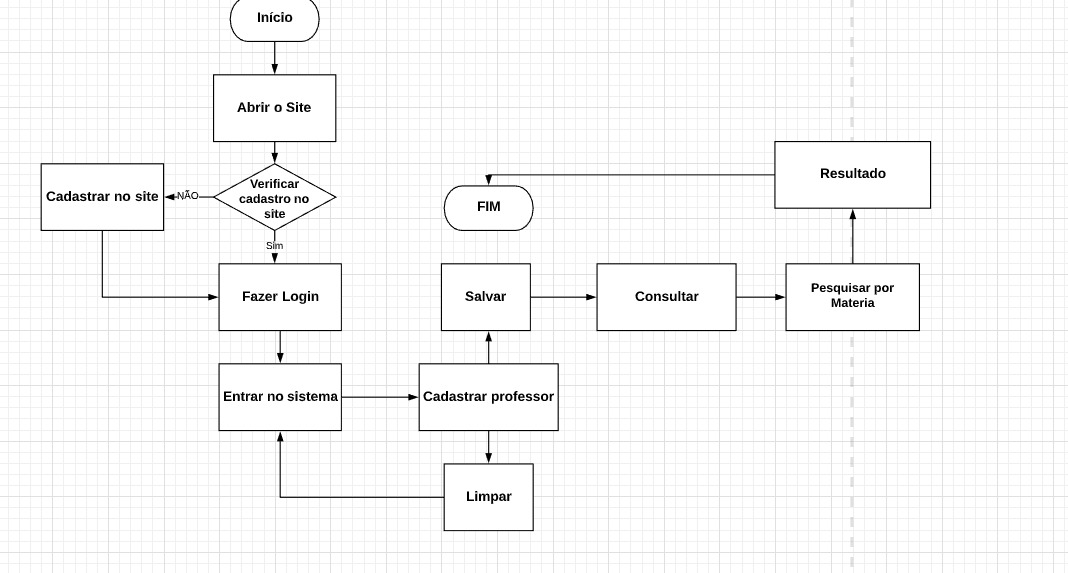 Início
Abrir o Site
Cadastrar no site
NÃO
Verificar
cadastro no
site
Sim
Fazer Login
Entrar no sistema
Cadastrar professor
Limpar
Salvar
Consultar
Pesquisar por
Materia
Resultado
FIM